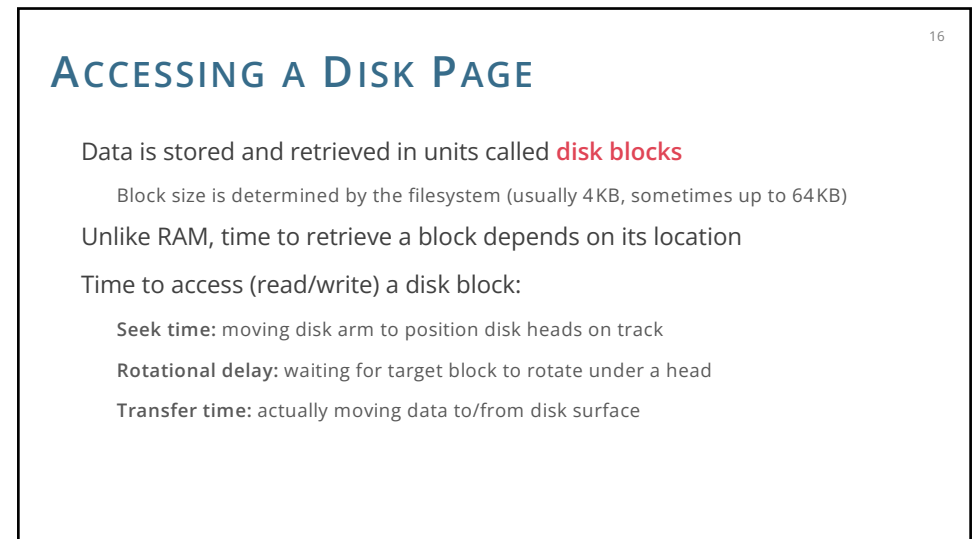 16
ACCESSING A DISK PAGE
Data is stored and retrieved in units called disk blocks
Block size is determined by the filesystem (usually 4KB, sometimes up to 64KB)
Unlike RAM, time to retrieve a block depends on its location
Time to access (read/write) a disk block:
Seek time: moving disk arm to position disk heads on track
Rotational delay: waiting for target block to rotate under a head
Transfer time: actually moving data to/from disk surface